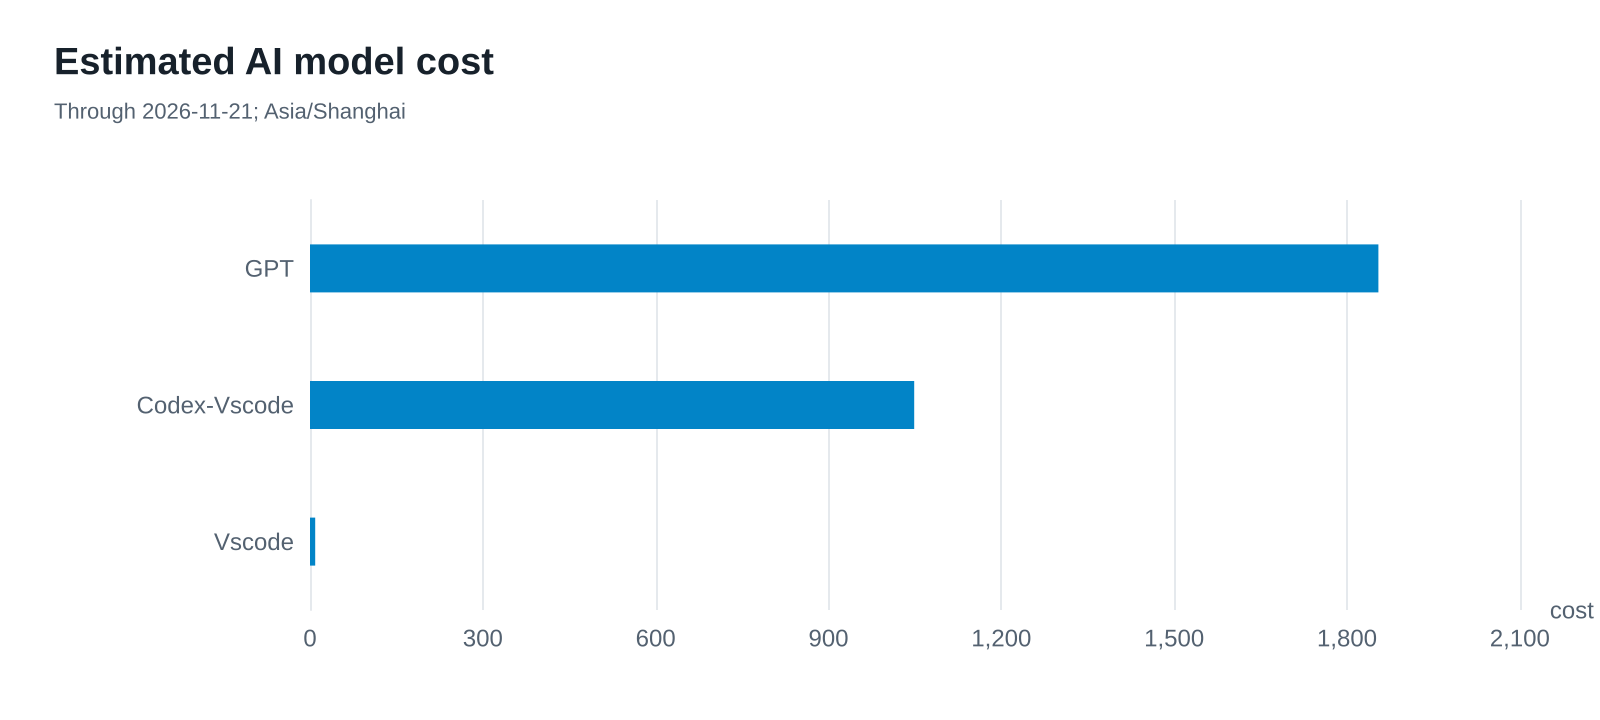 Estimated AI model cost
Through 2026-11-21; Asia/Shanghai
GPT
Codex-Vscode
Vscode
cost
0 300 600 900 1,200 1,500 1,800 2,100